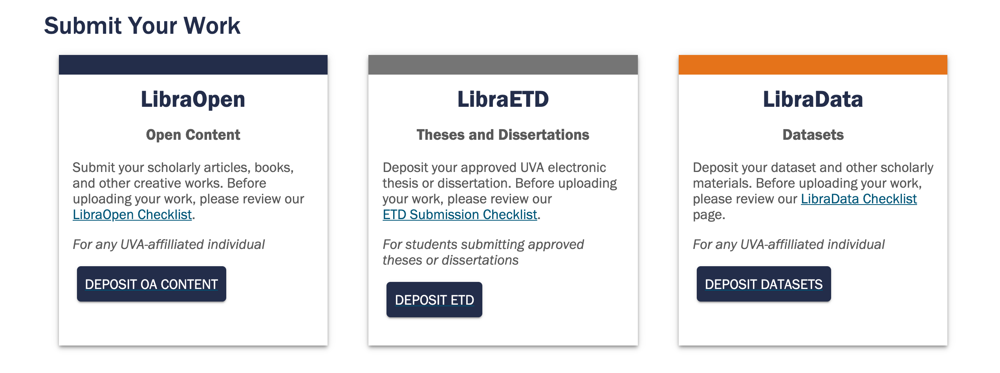 Submit Your Work
LibraOpen
Open Content
Submit your scholarly articles, books,
and other creative works. Before
uploading your work, please review our
LibraOpen Checklist.
For any UVA-affilliated individual
DEPOSIT OA CONTENT
LibraETD
Theses and Dissertations
Deposit your approved UVA electronic
thesis or dissertation. Before uploading
your work, please review our
ETD Submission Checklist.
For students submitting approved
theses or dissertations
DEPOSIT ETD
LibraData
Datasets
Deposit your dataset and other scholarly
materials. Before uploading your work,
please review our LibraData Checklist
page.
For any UVA-affilliated individual
DEPOSIT DATASETS